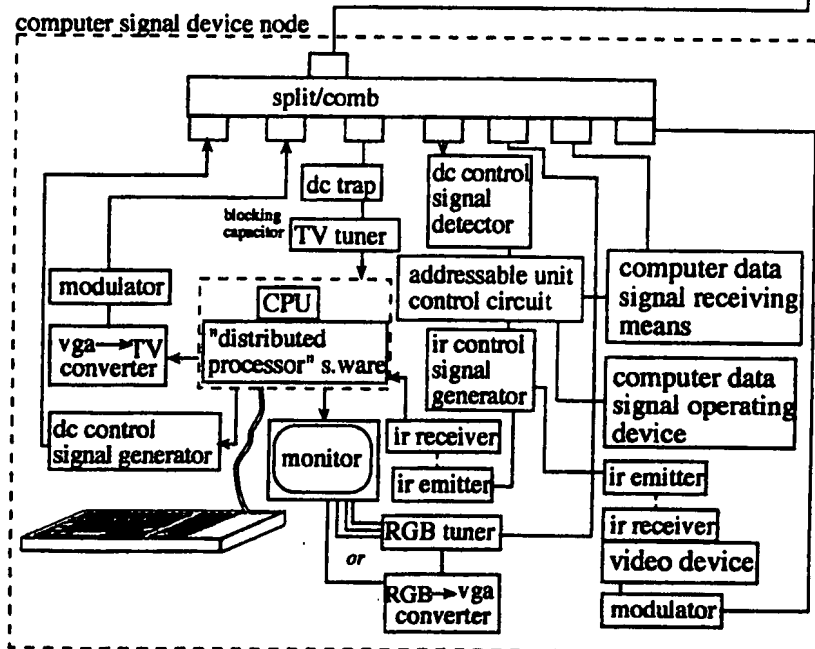 computer signal device node
split/comb
dc trap
dc control
signal
detector
blocking
capacitor
TV tuner
modulator
CPU
addressable unit
control circuit
computer data
signal receiving
means
vga→TV
converter
"distributed
processor" s.ware
ir control
signal
generator
computer data
signal operating
device
dc control
signal generator
monitor
ir receiver
ir emitter
ir emitter
ir receiver
RGB tuner
or
video device
RGB→vga
converter
modulator